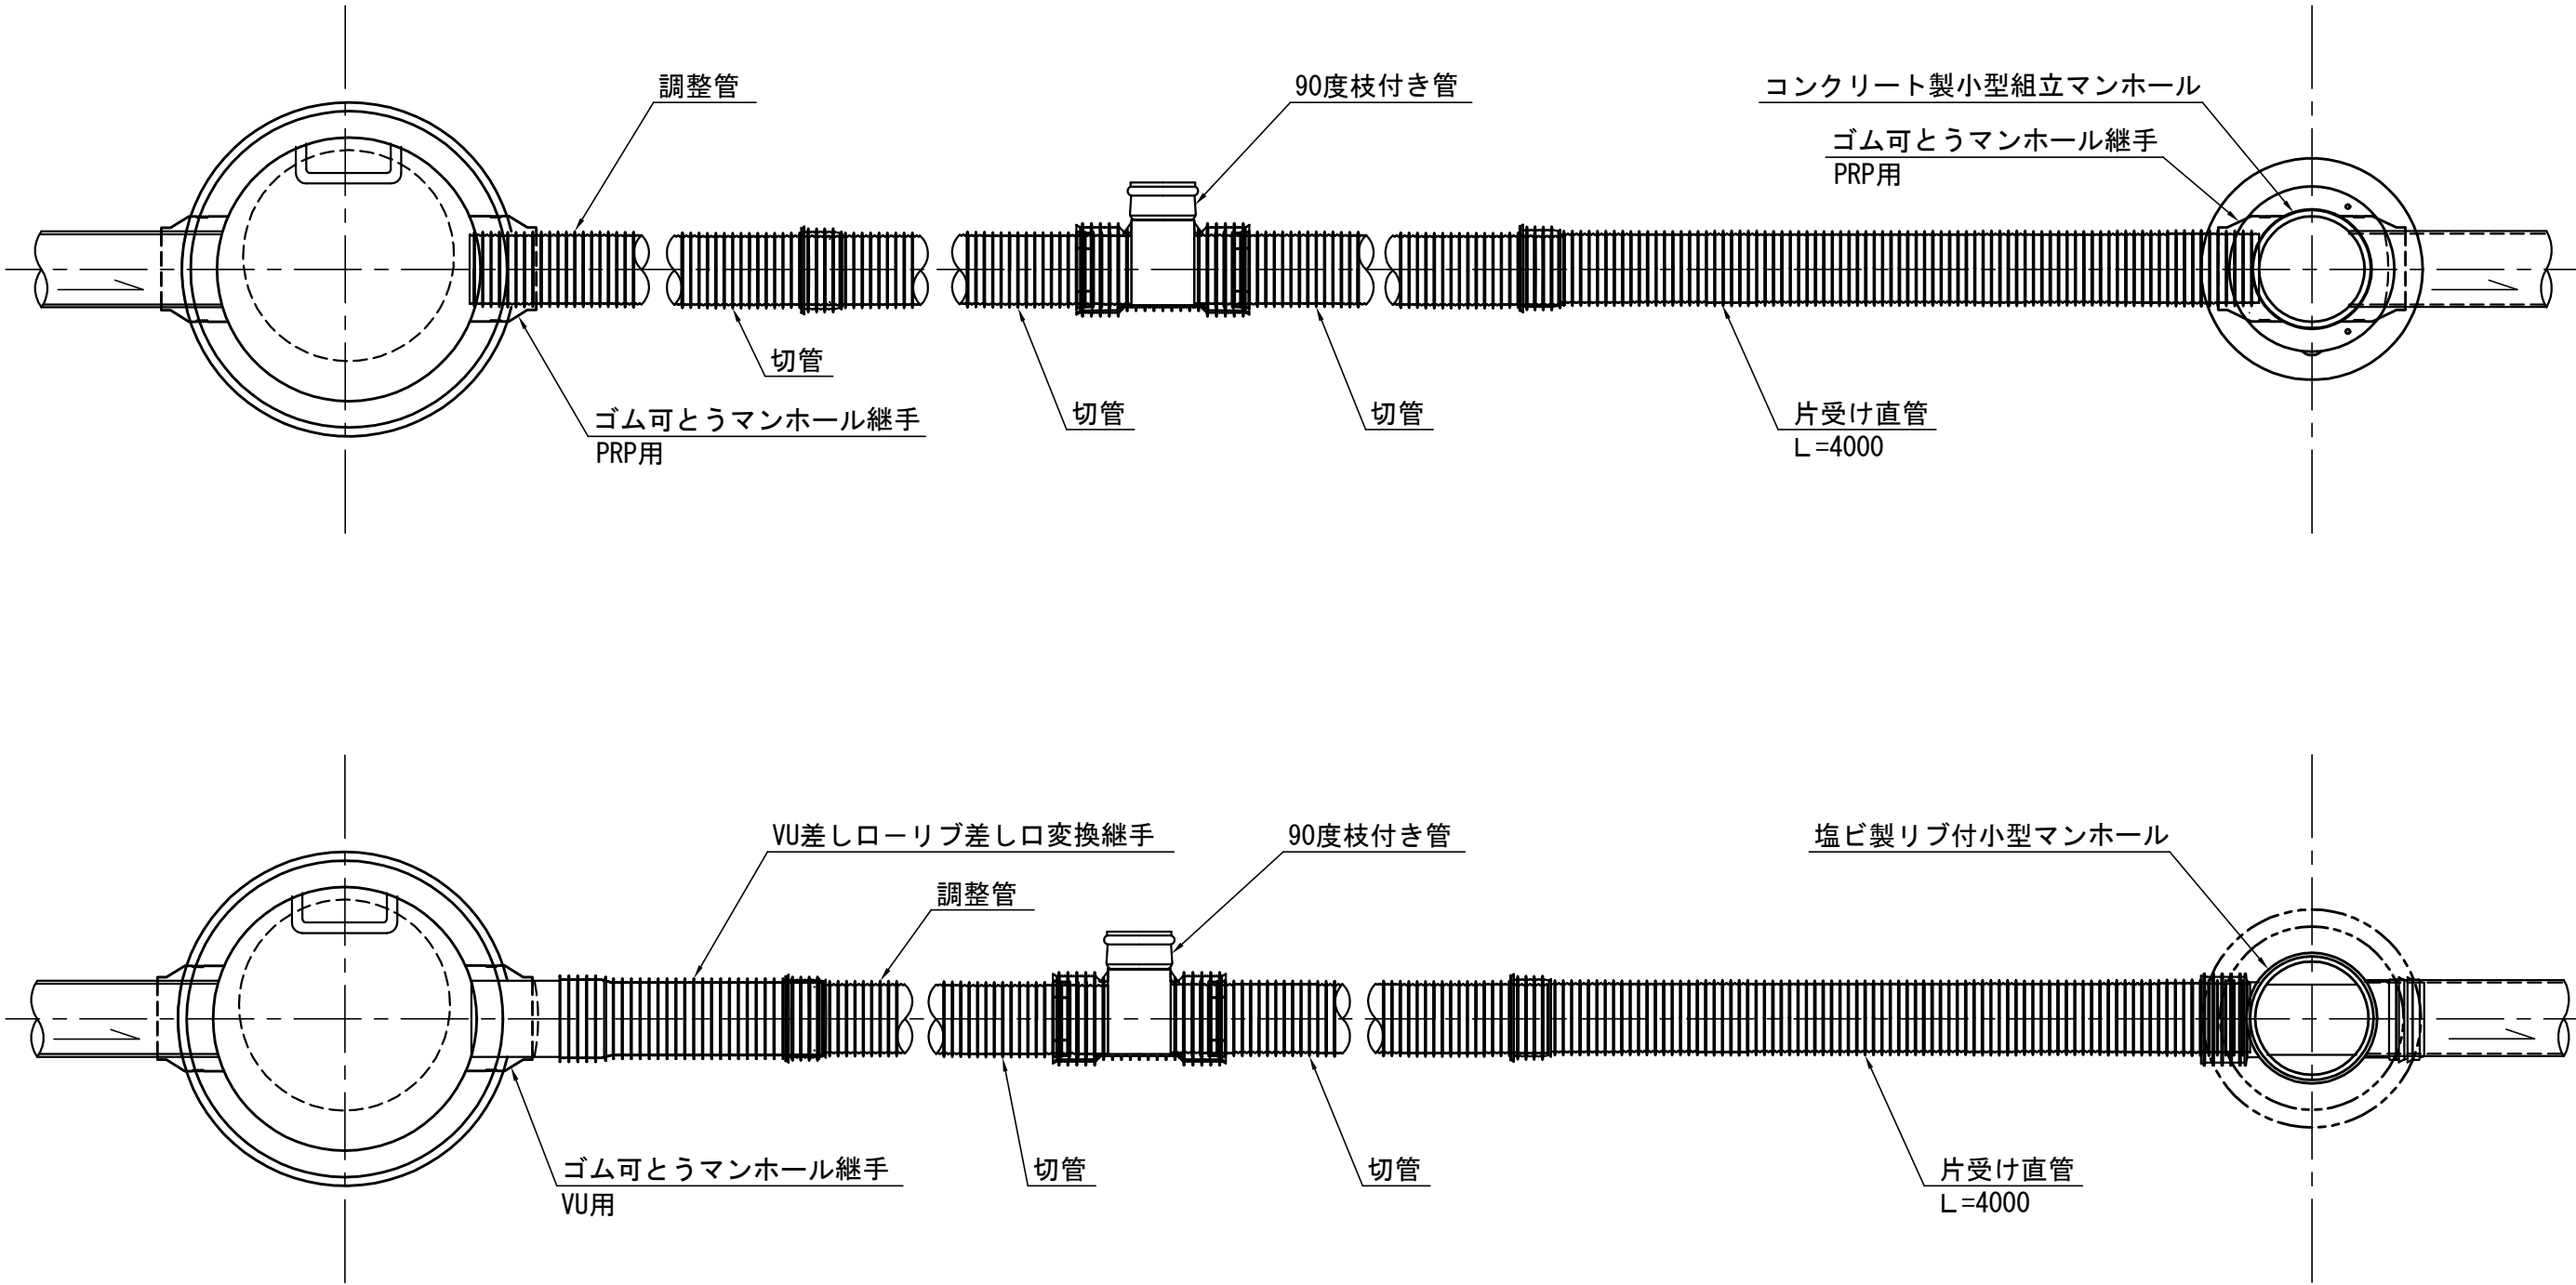 調整管
90度枝付き管
コンクリート製小型組立マンホール
ゴム可とうマンホール継手
PRP用
切管
ゴム可とうマンホール継手
PRP用
切管
切管
片受け直管
L=4000
VU差し口ーリブ差し口変換継手
90度枝付き管
塩ビ製リブ付小型マンホール
調整管
ゴム可とうマンホール継手
VU用
切管
切管
片受け直管
L=4000